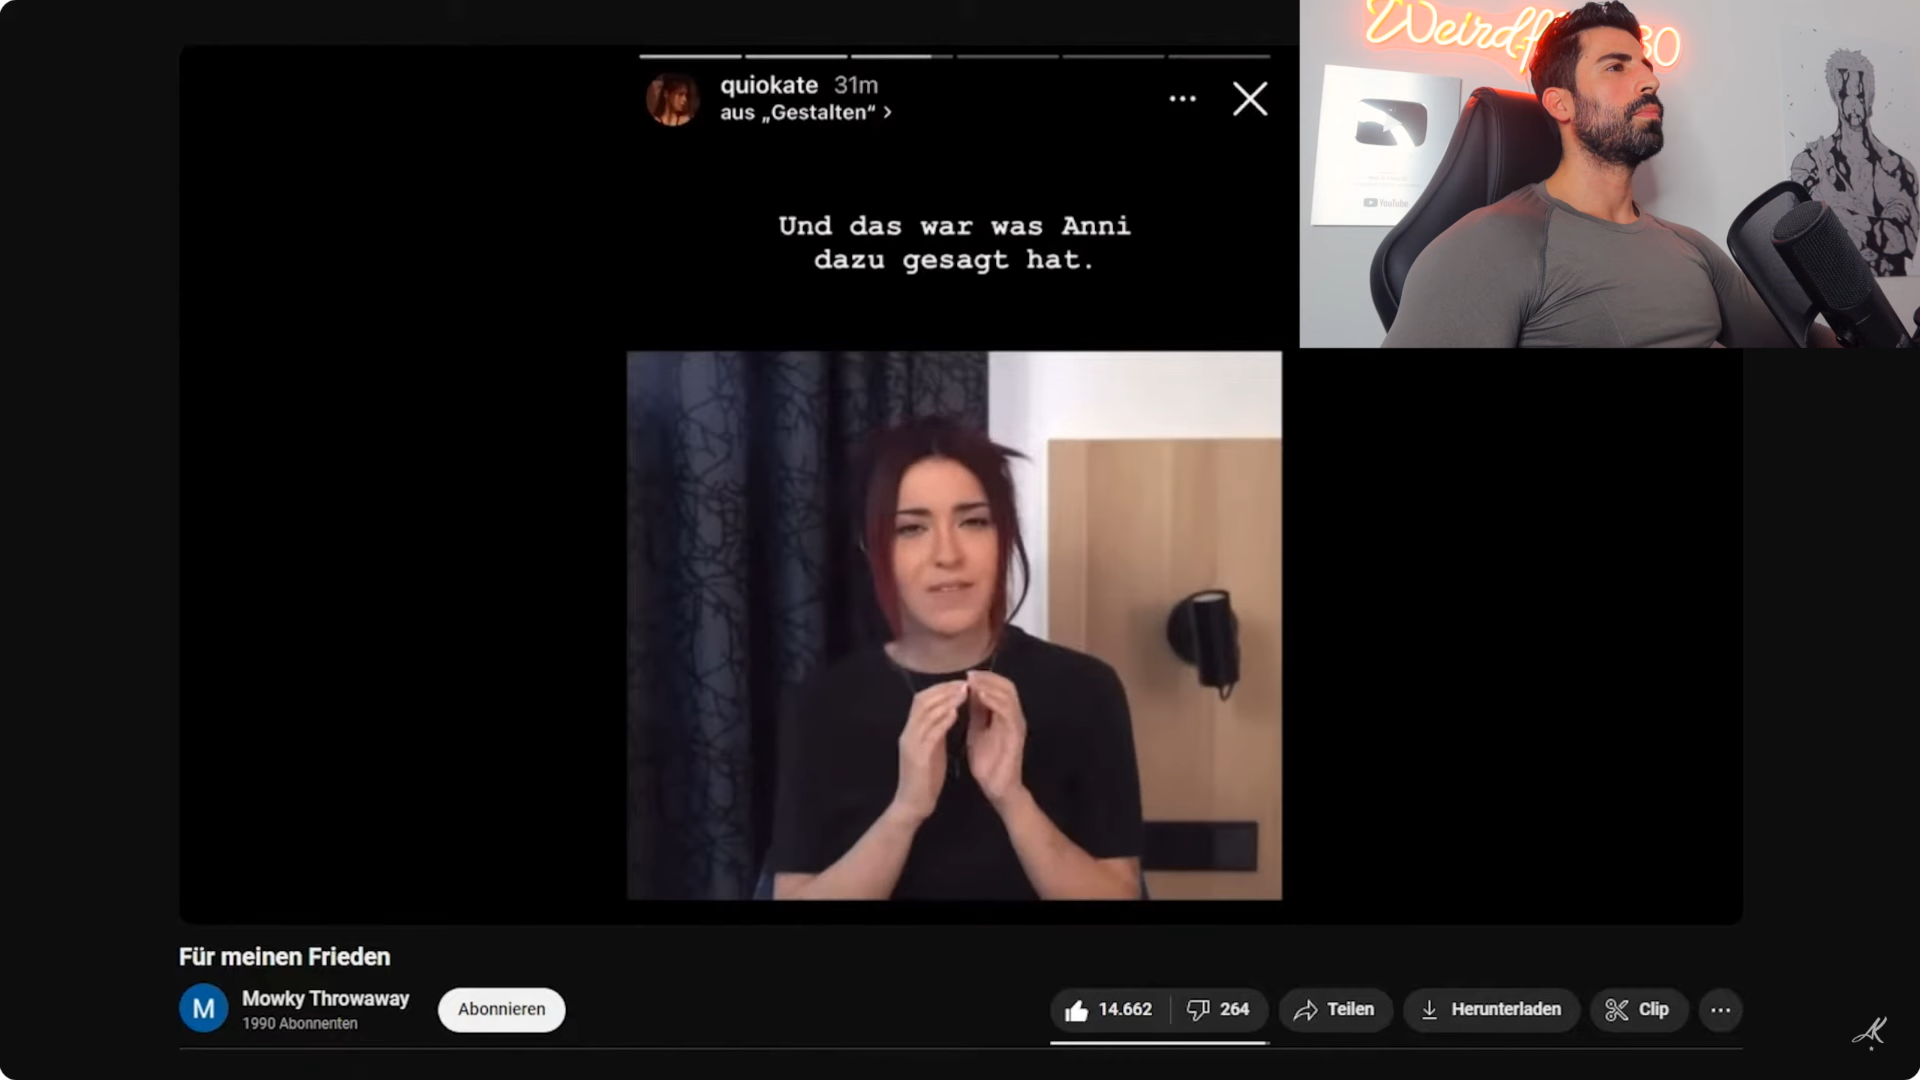 quiokate 31m
aus „Gestalten“ >
Und das war was Anni
dazu gesagt hat.
YouTube
Für meinen Frieden
M
Mowky Throwaway
1990 Abonnenten
Abonnieren
14.662
264
Teilen
Herunterladen
Clip